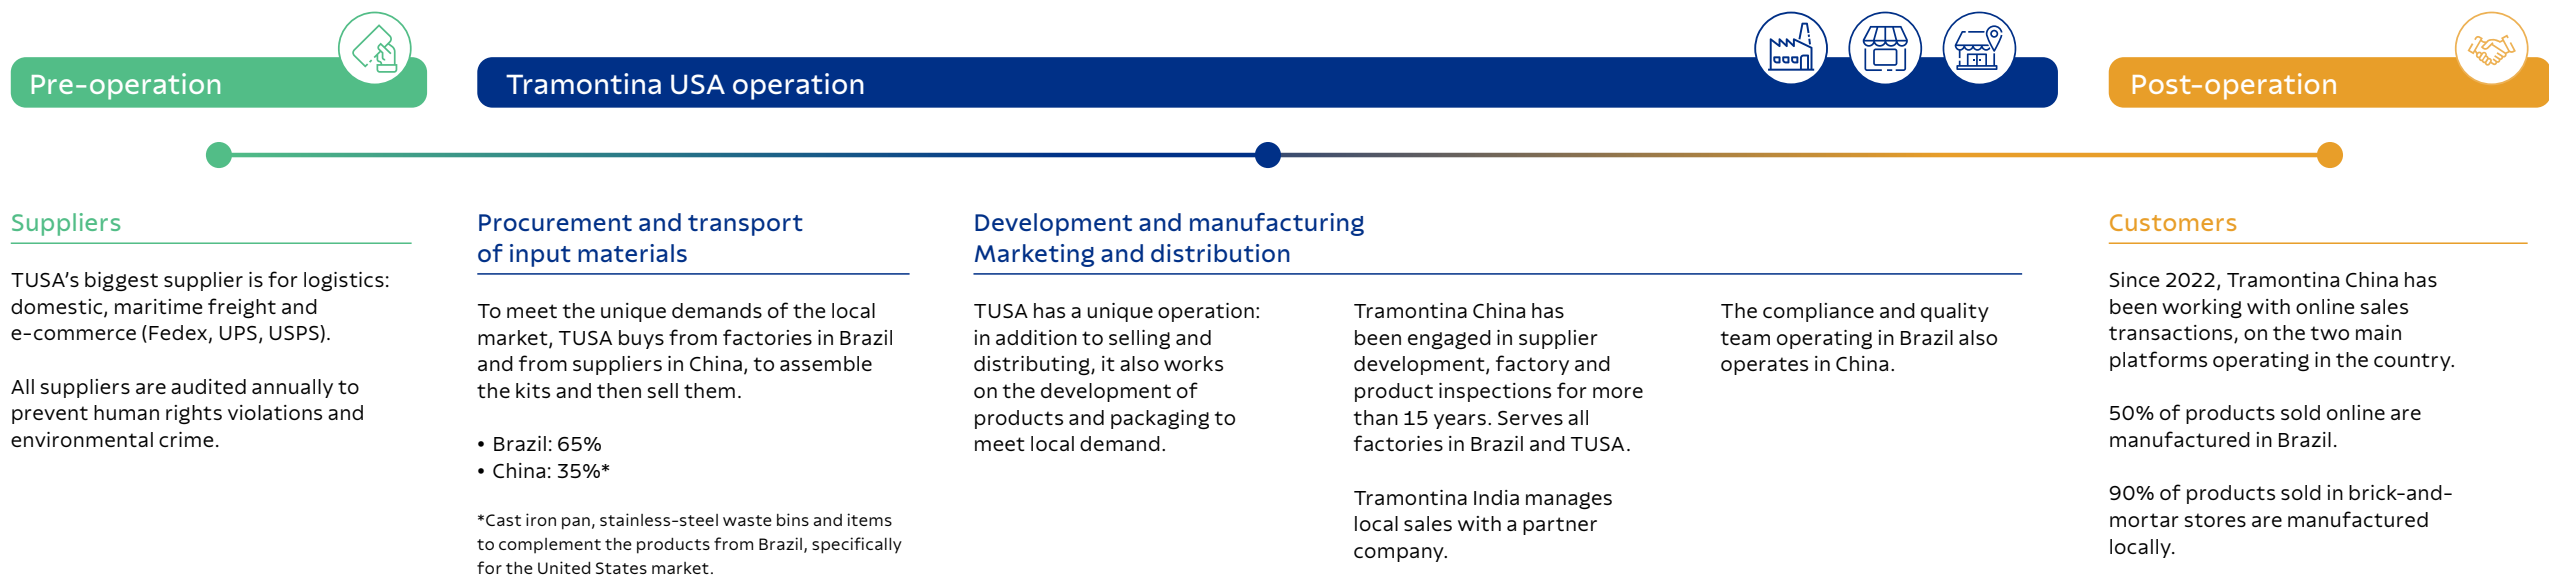 Pre-operation
Tramontina USA operation
Post-operation
Suppliers
TUSA’s biggest supplier is for logistics:
domestic, maritime freight and
e-commerce (Fedex, UPS, USPS).
All suppliers are audited annually to
prevent human rights violations and
environmental crime.
Procurement and transport
of input materials
To meet the unique demands of the local
market, TUSA buys from factories in Brazil
and from suppliers in China, to assemble
the kits and then sell them.
• Brazil: 65%
• China: 35%*
*Cast iron pan, stainless-steel waste bins and items
to complement the products from Brazil, specifically
for the United States market.
Development and manufacturing
Marketing and distribution
TUSA has a unique operation:
in addition to selling and
distributing, it also works
on the development of
products and packaging to
meet local demand.
Tramontina China has
been engaged in supplier
development, factory and
product inspections for more
than 15 years. Serves all
factories in Brazil and TUSA.
Tramontina India manages
local sales with a partner
company.
The compliance and quality
team operating in Brazil also
operates in China.
Customers
Since 2022, Tramontina China has
been working with online sales
transactions, on the two main
platforms operating in the country.
50% of products sold online are
manufactured in Brazil.
90% of products sold in brick-and-
mortar stores are manufactured
locally.